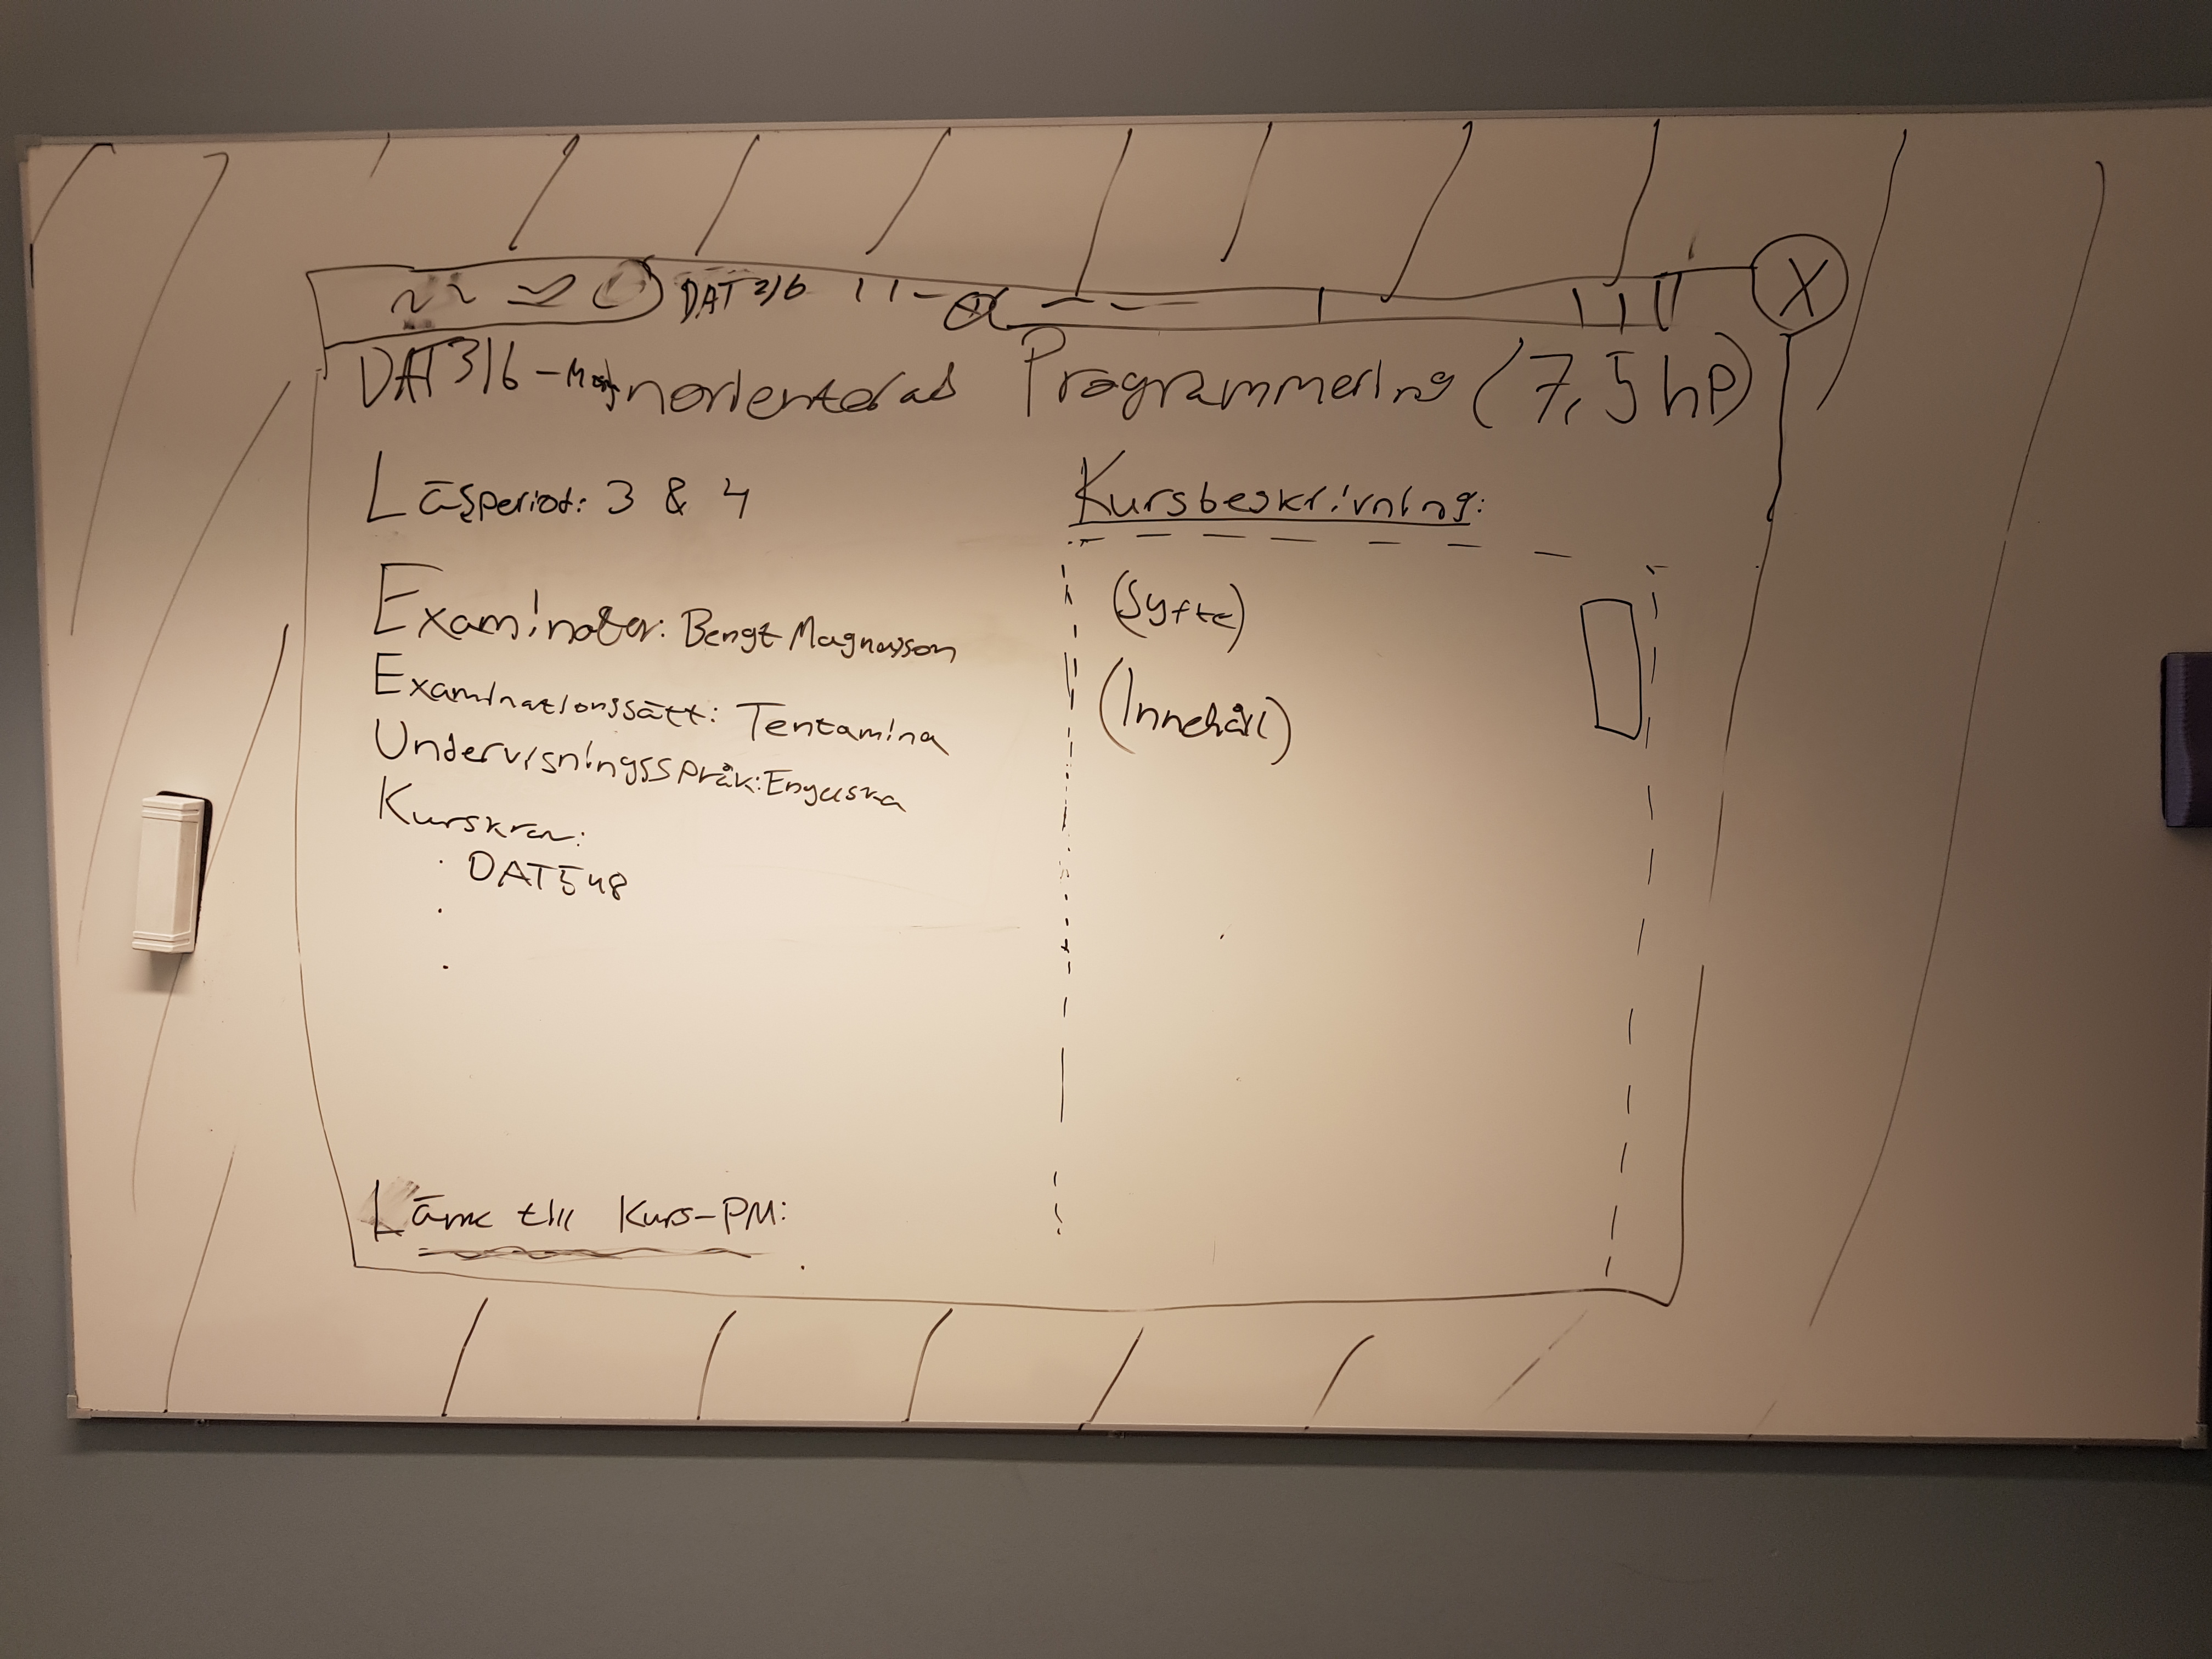 DAT316
DAT316 - norienterad Programmering (7,5 hp)
Läsperiod: 3 & 4
Examinator: Bengt Magnusson
Examinationssätt: Tentamina
Undervisningsspråk: Engelska
Kurskrav:
· DAT548
·
·
Länk till Kurs-PM:
Kursbeskrivning:
(Syfte)
(Innehåll)
X